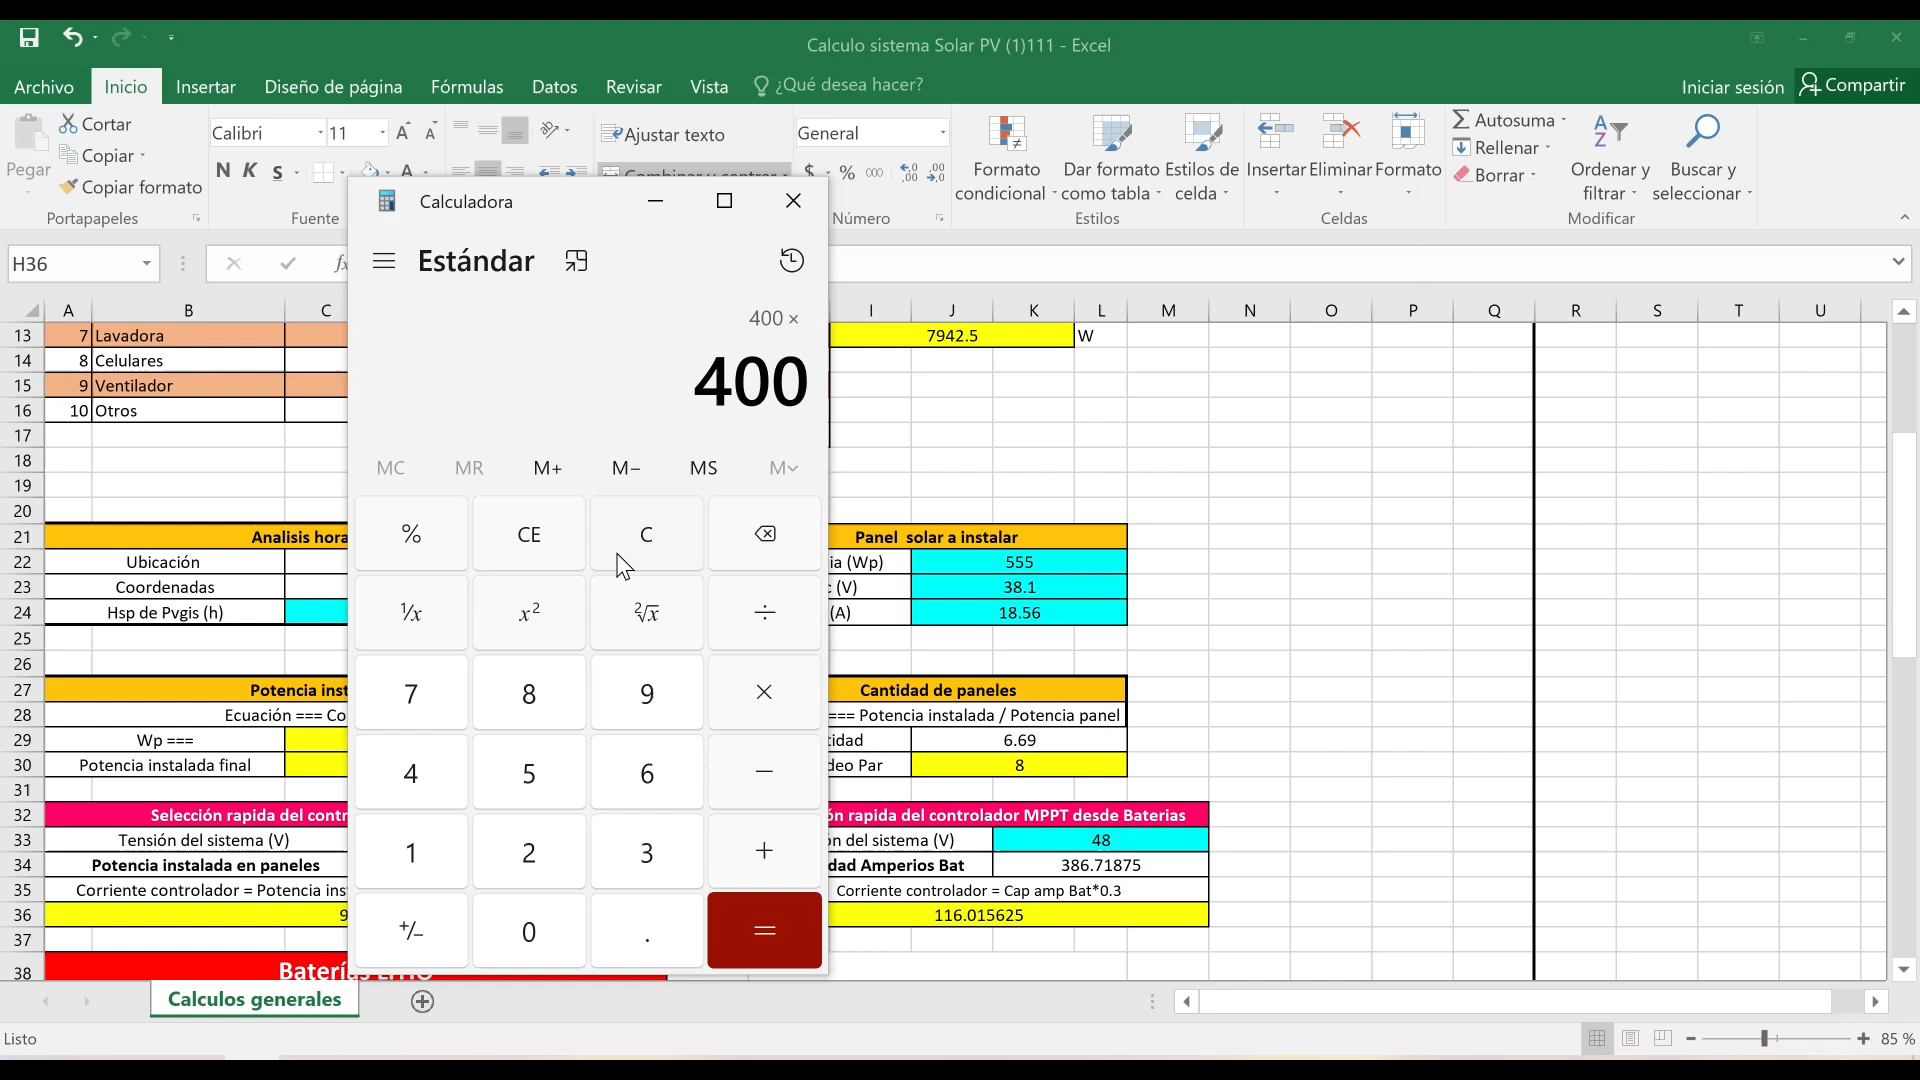 Calculo sistema Solar PV (1)111 - Excel
Archivo Inicio Insertar Diseño de página Fórmulas Datos Revisar Vista ¿Qué desea hacer? Iniciar sesión Compartir
Pegar Cortar Copiar Copiar formato Portapapeles
Calibri 11 N K S Fuente
Ajustar texto
General $ % 000 Número
Formato condicional Dar formato como tabla Estilos de celda Estilos
Insertar Eliminar Formato Celdas
Autosuma Rellenar Borrar Ordenar y filtrar Buscar y seleccionar Modificar
H36 fx
Calculadora
Estándar
400 ×
400
MC MR M+ M− MS M
% CE C
¹/x x² ²√x ÷
7 8 9 ×
4 5 6 −
1 2 3 +
+/− 0 . =
A B C I J K L M N O P Q R S T U
13 7 Lavadora 7942.5 W
14 8 Celulares
15 9 Ventilador
16 10 Otros
17
18
19
20
21 Analisis hora Panel solar a instalar
22 Ubicación ia (Wp) 555
23 Coordenadas (V) 38.1
24 Hsp de Pvgis (h) (A) 18.56
25
26
27 Potencia inst Cantidad de paneles
28 Ecuación === Co === Potencia instalada / Potencia panel
29 Wp === tidad 6.69
30 Potencia instalada final deo Par 8
31
32 Selección rapida del contr ón rapida del controlador MPPT desde Baterias
33 Tensión del sistema (V) ón del sistema (V) 48
34 Potencia instalada en paneles dad Amperios Bat 386.71875
35 Corriente controlador = Potencia ins Corriente controlador = Cap amp Bat*0.3
36 9 116.015625
37
38
Calculos generales
Listo 85 %